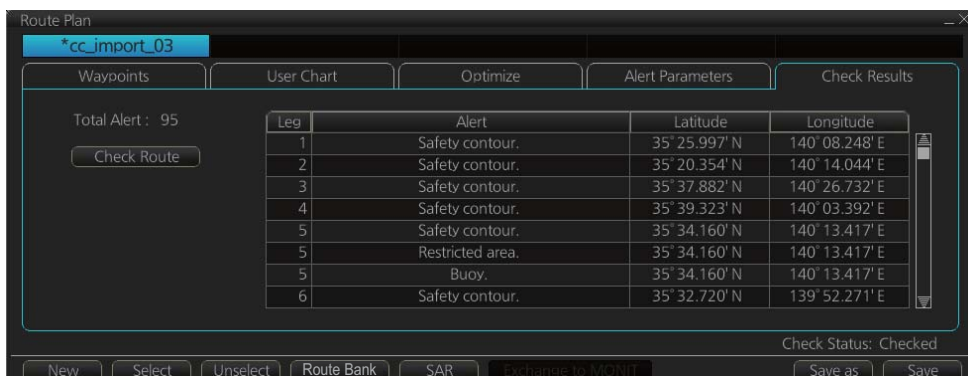 Route Plan
*cc_import_03
Waypoints User Chart Optimize Alert Parameters Check Results
Total Alert : 95
Check Route
Leg Alert Latitude Longitude
1 Safety contour. 35°25.997' N 140°08.248' E
2 Safety contour. 35°20.354' N 140°14.044' E
3 Safety contour. 35°37.882' N 140°26.732' E
4 Safety contour. 35°39.323' N 140°03.392' E
5 Safety contour. 35°34.160' N 140°13.417' E
5 Restricted area. 35°34.160' N 140°13.417' E
5 Buoy. 35°34.160' N 140°13.417' E
6 Safety contour. 35°32.720' N 139°52.271' E
Check Status: Checked
New Select Unselect Route Bank SAR Exchange to MONIT Save as Save